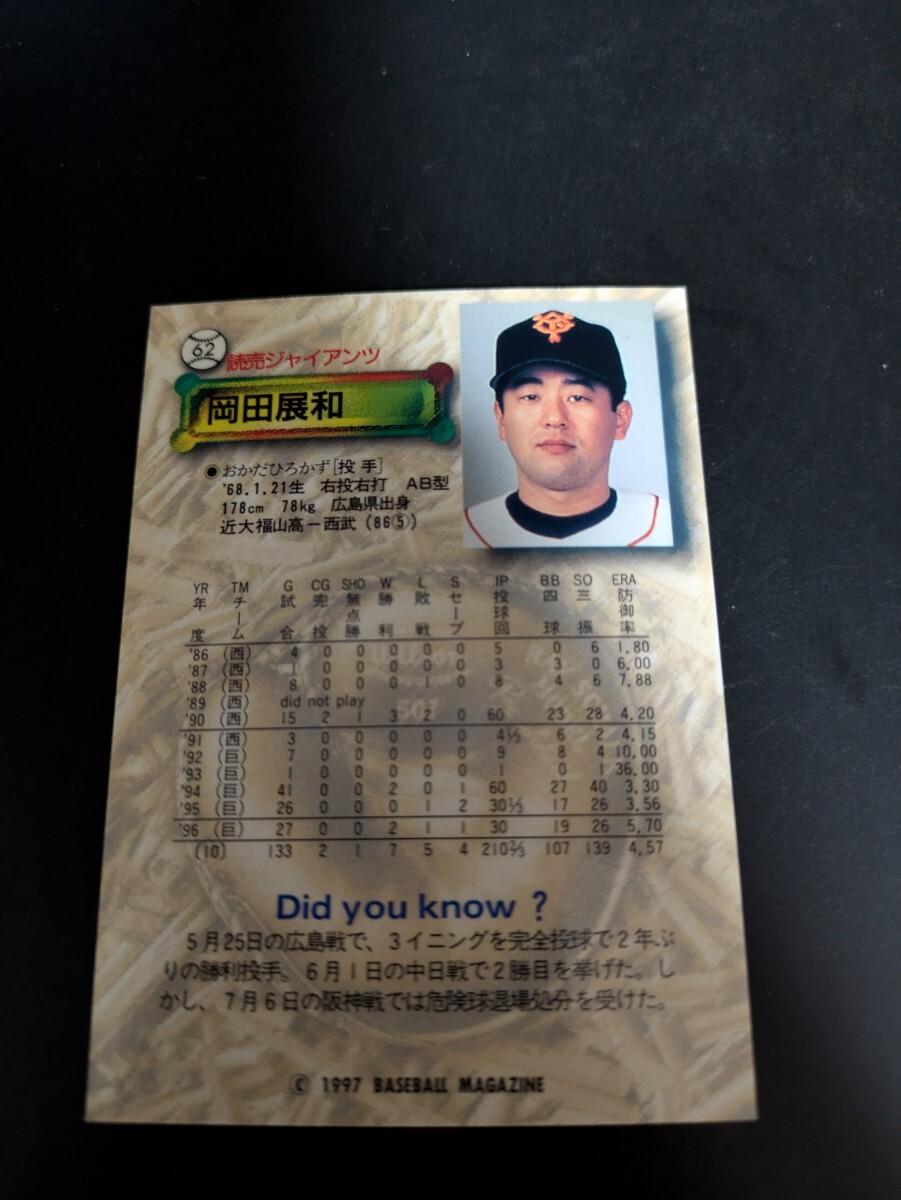 62
読売ジャイアンツ
岡田展和
●おかだひろかず[投手]
'68.1.21生 右投右打 AB型
178cm 78kg 広島県出身
近大福山高－西武（86⑤）
YR TM G CG SHO W L S IP BB SO ERA
年度 チーム 試合 完投 無点勝 勝利 敗戦 セーブ 投球回 四球 三振 防御率
'86 (西) 4 0 0 0 0 0 5 0 6 1.80
'87 (西) 1 0 0 0 0 0 3 3 0 6.00
'88 (西) 8 0 0 0 1 0 8 4 6 7.88
'89 (西) did not play
'90 (西) 15 2 1 3 2 0 60 23 28 4.20
'91 (西) 3 0 0 0 0 0 4⅓ 6 2 4.15
'92 (巨) 7 0 0 0 0 0 9 8 4 10.00
'93 (巨) 1 0 0 0 0 0 1 0 1 36.00
'94 (巨) 41 0 0 2 0 1 60 27 40 3.30
'95 (巨) 26 0 0 0 1 2 30⅓ 17 26 3.56
'96 (巨) 27 0 0 2 1 1 30 19 26 5.70
(10) 133 2 1 7 5 4 210⅔ 107 139 4.57
Did you know ?
5月25日の広島戦で、3イニングを完全投球で2年ぶ
りの勝利投手。6月1日の中日戦で2勝目を挙げた。し
かし、7月6日の阪神戦では危険球退場処分を受けた。
© 1997 BASEBALL MAGAZINE